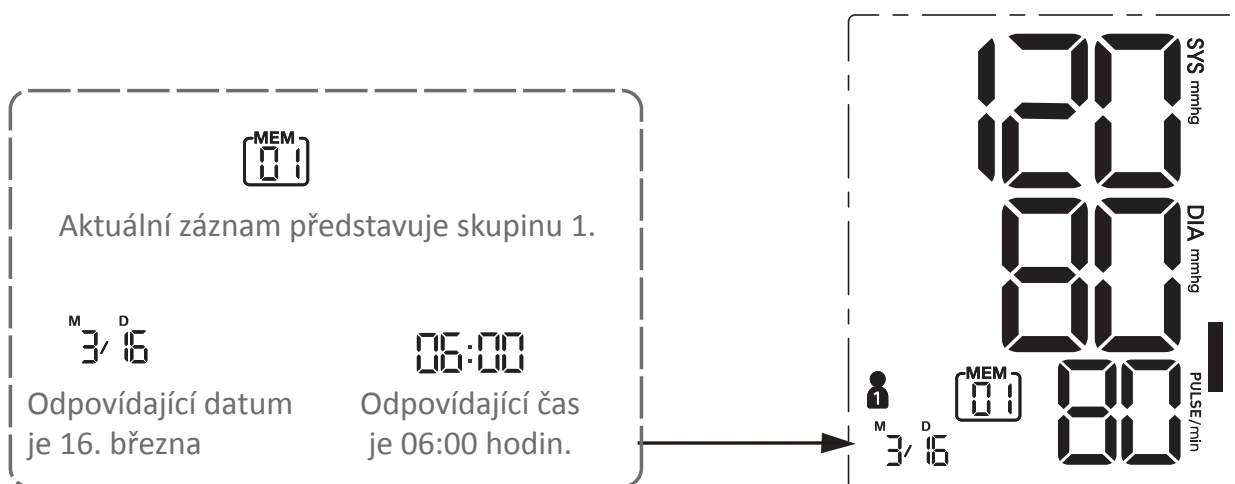 MEM
01
Aktuální záznam představuje skupinu 1.
M D
3/ 16
06:00
Odpovídající datum
je 16. března
Odpovídající čas
je 06:00 hodin.
120
SYS mmhg
80
DIA mmhg
1
MEM
01
80
PULSE/min
M D
3/ 16